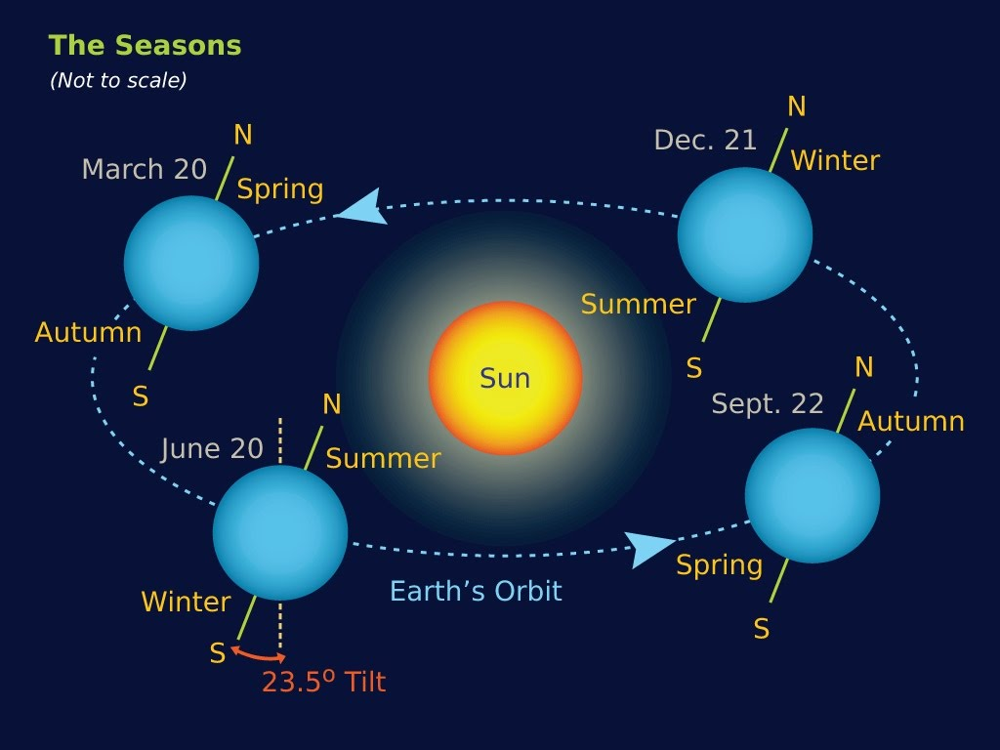 The Seasons
(Not to scale)
N
March 20
Spring
Autumn
S
N
Dec. 21
Winter
Summer
S
Sun
N
June 20
Summer
Winter
S
23.5º Tilt
Earth’s Orbit
N
Sept. 22
Autumn
Spring
S